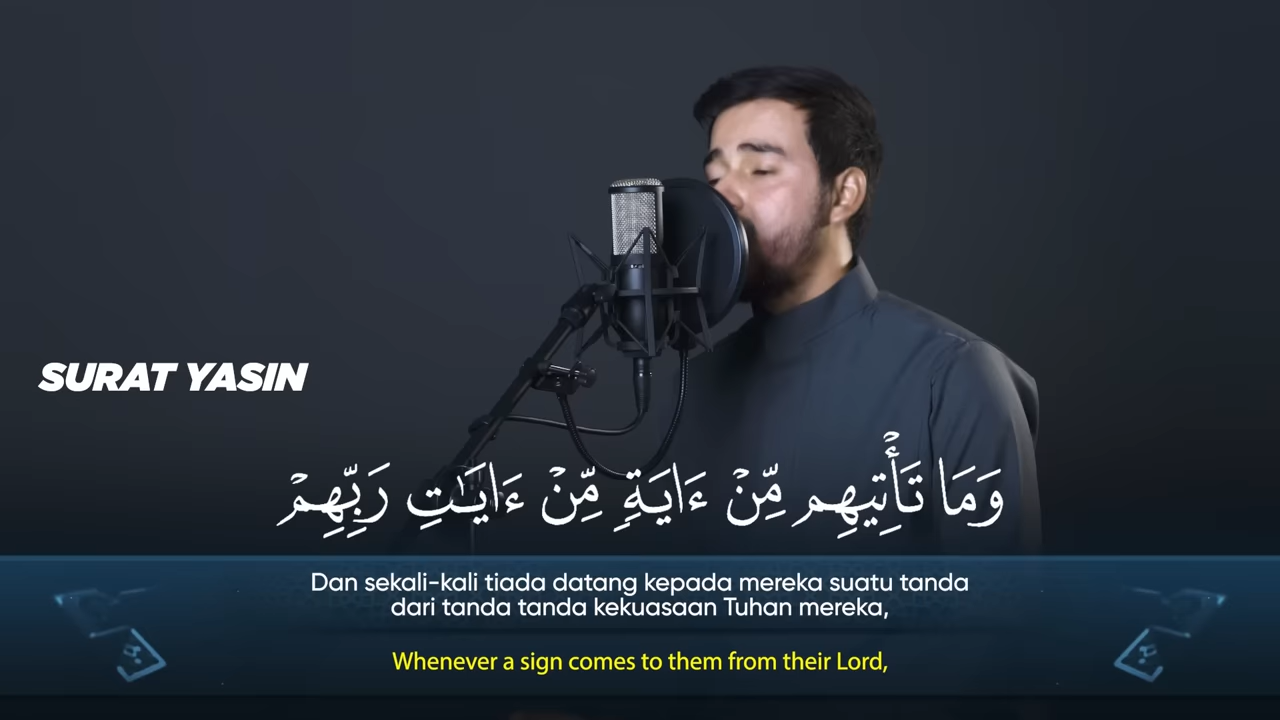 SURAT YASIN
وَمَا تَأْتِيهِم مِّنْ ءَايَةٍ مِّنْ ءَايَـٰتِ رَبِّهِمْ
Dan sekali-kali tiada datang kepada mereka suatu tanda
dari tanda tanda kekuasaan Tuhan mereka,
Whenever a sign comes to them from their Lord,